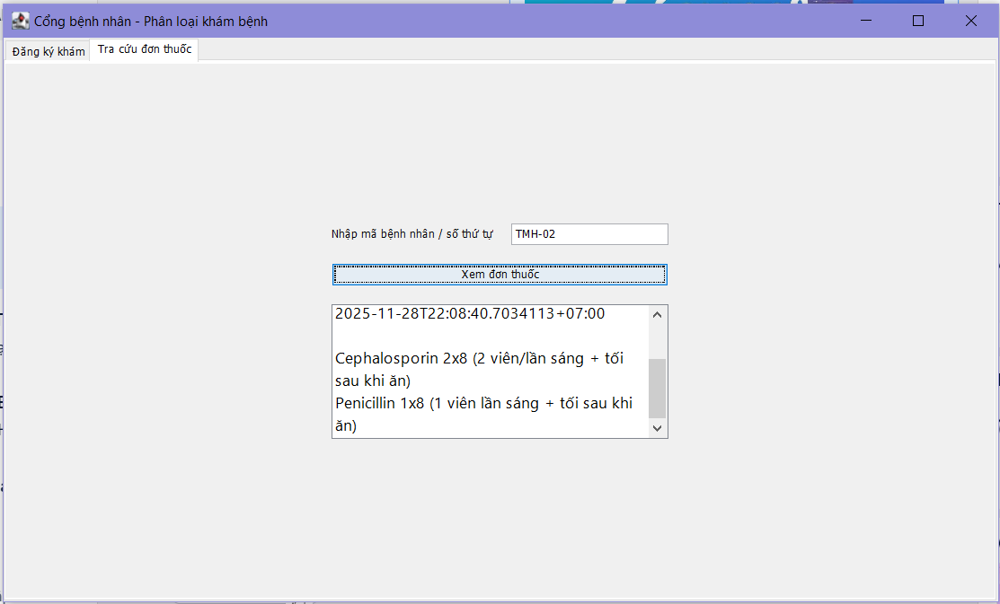 Cổng bệnh nhân - Phân loại khám bệnh
Đăng ký khám
Tra cứu đơn thuốc
Nhập mã bệnh nhân / số thứ tự
TMH-02
Xem đơn thuốc
2025-11-28T22:08:40.7034113+07:00
Cephalosporin 2x8 (2 viên/lần sáng + tối
sau khi ăn)
Penicillin 1x8 (1 viên lần sáng + tối sau khi
ăn)